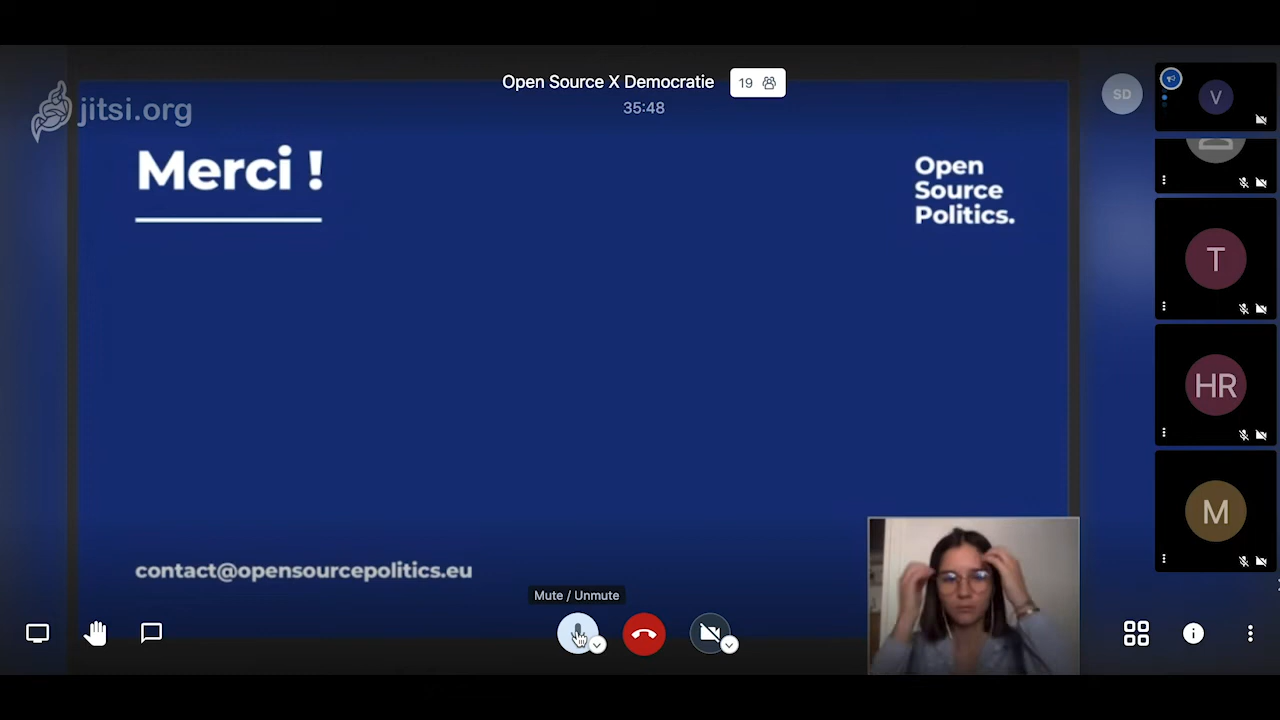 Open Source X Democratie
19
35:48
jitsi.org
SD
V
Merci !
Open
Source
Politics.
T
HR
M
contact@opensourcepolitics.eu
Mute / Unmute